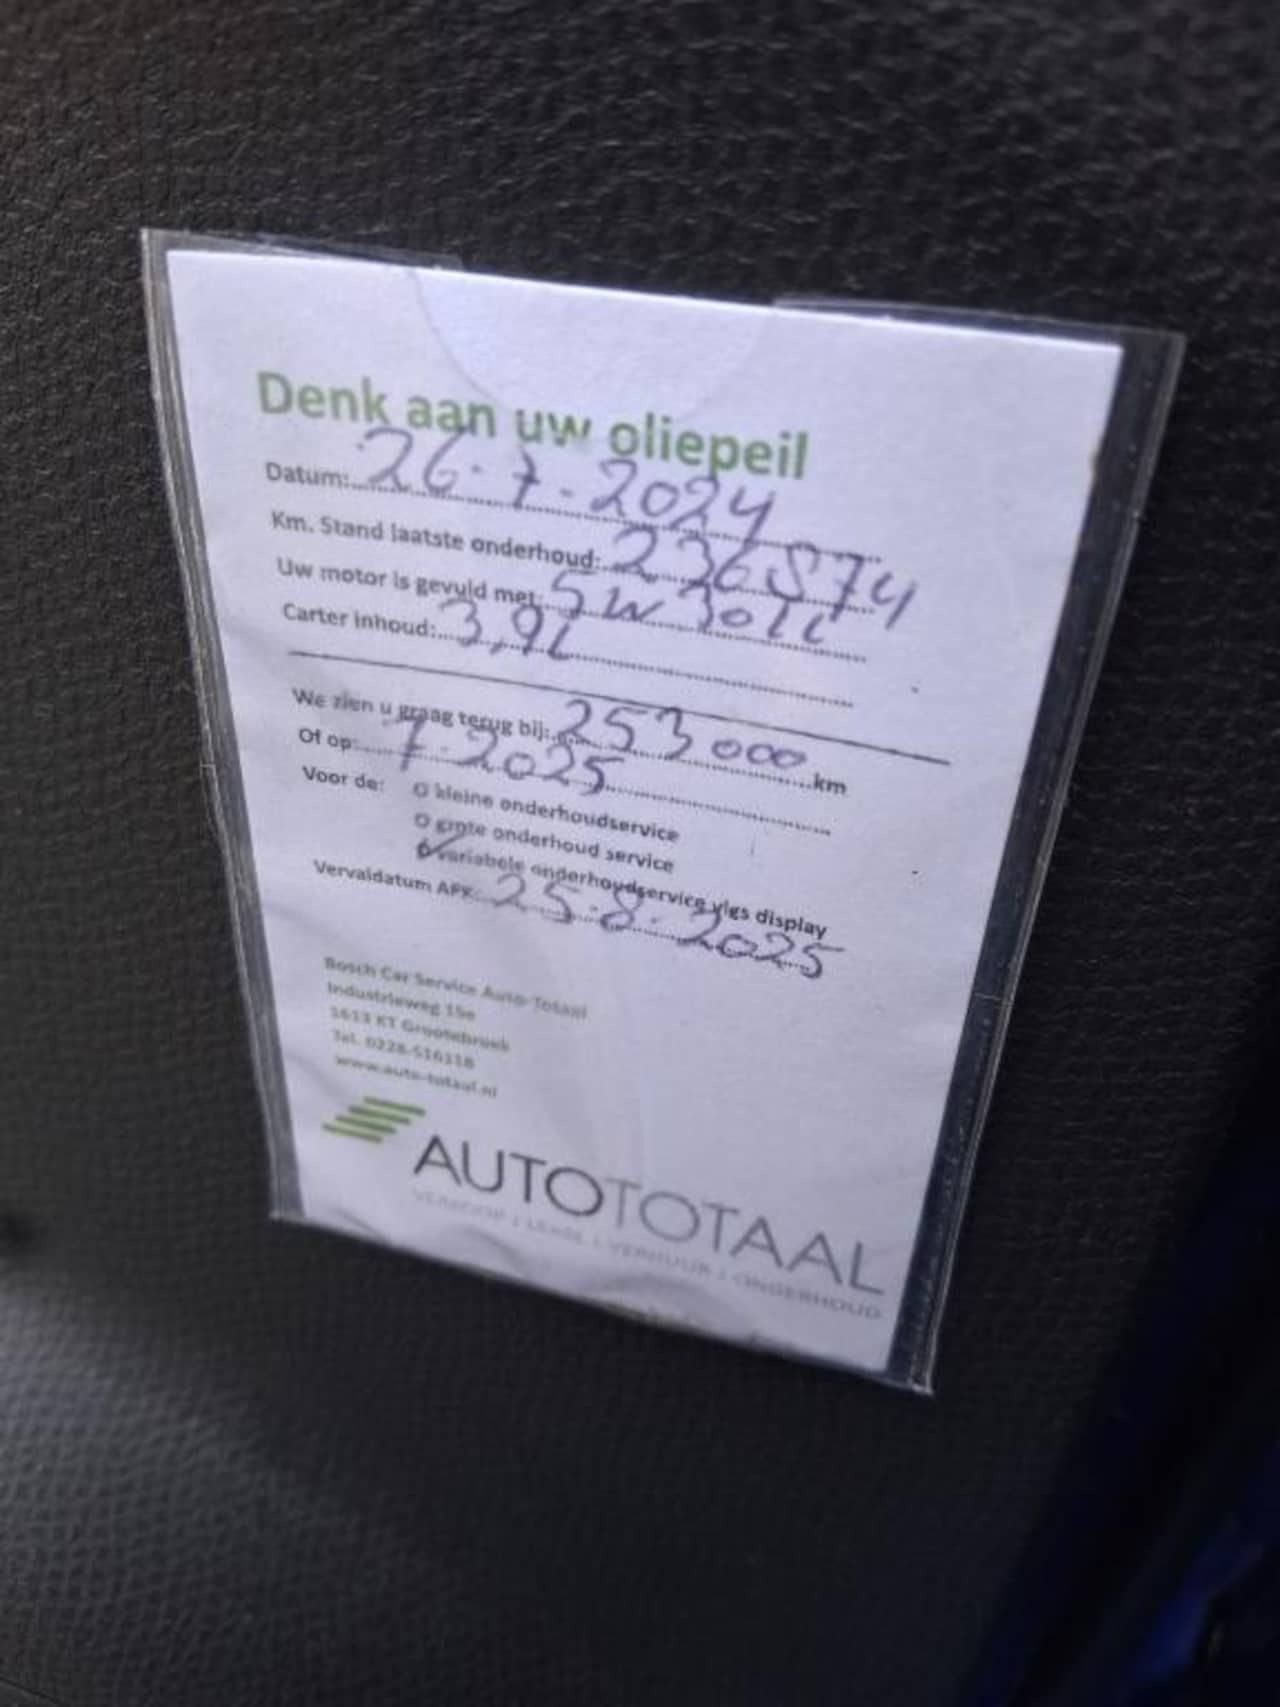 Denk aan uw oliepeil
Datum: 26-7-2024
Km. Stand laatste onderhoud: 236874
Uw motor is gevuld met: 5W30LL
Carter inhoud: 3,9L
We zien u graag terug bij: 253000 km
Of op: 7-2025
Voor de: O kleine onderhoudservice
O grote onderhoud service
O variabele onderhoudservice vlgs display
Vervaldatum APK: 25-8-2025
Bosch Car Service Auto-Totaal
Industrieweg 15e
1613 KT Grootebroek
Tel. 0228-516118
www.auto-totaal.nl
AUTOTOTAAL
VERKOOP | LEASE | VERHUUR | ONDERHOUD